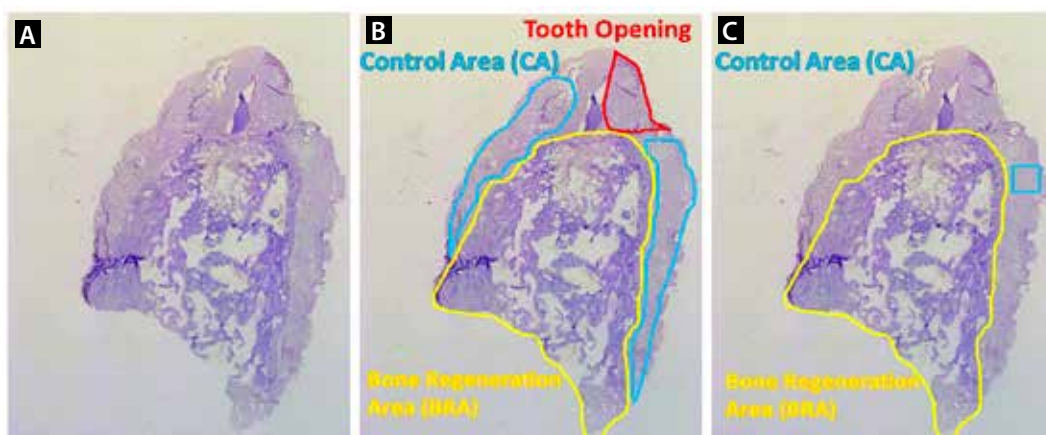 A
B
Tooth Opening
Control Area (CA)
Bone Regeneration
Area (BRA)
C
Control Area (CA)
Bone Regeneration
Area (BRA)